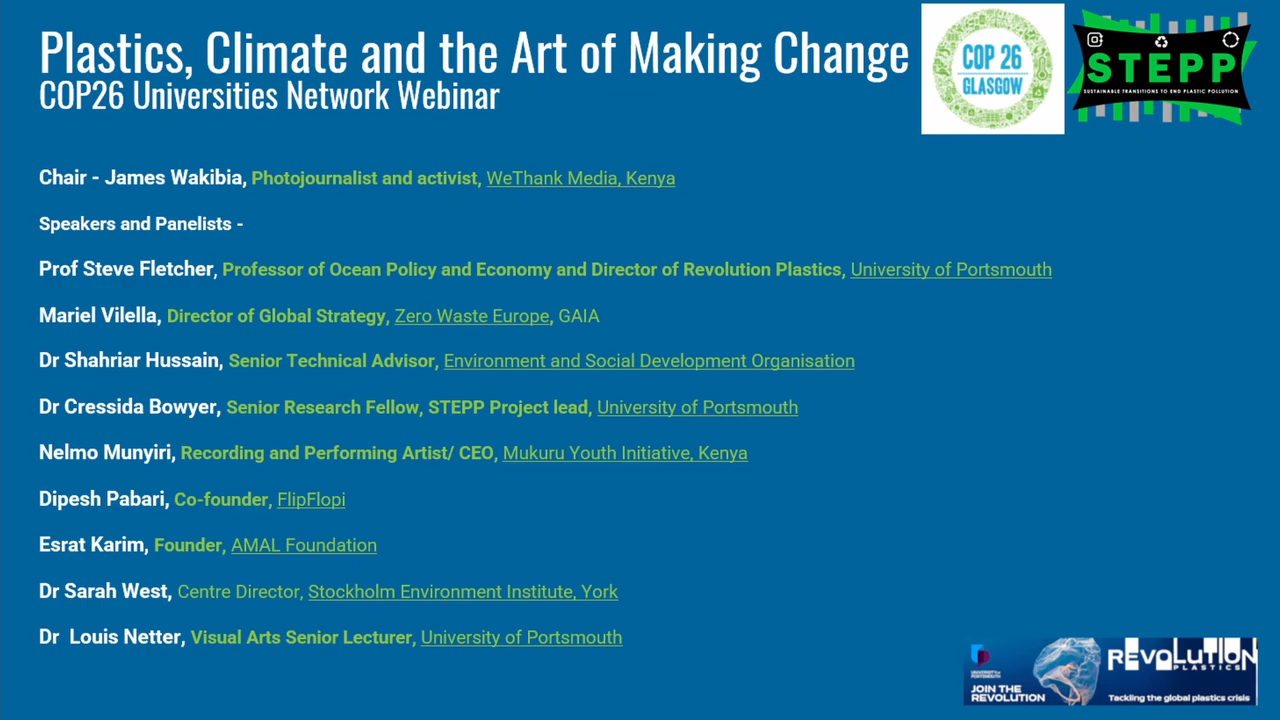 Plastics, Climate and the Art of Making Change
COP26 Universities Network Webinar
COP 26
GLASGOW
STEPP
SUSTAINABLE TRANSITIONS TO END PLASTIC POLLUTION
Chair - James Wakibia, Photojournalist and activist, WeThank Media, Kenya
Speakers and Panelists -
Prof Steve Fletcher, Professor of Ocean Policy and Economy and Director of Revolution Plastics, University of Portsmouth
Mariel Vilella, Director of Global Strategy, Zero Waste Europe, GAIA
Dr Shahriar Hussain, Senior Technical Advisor, Environment and Social Development Organisation
Dr Cressida Bowyer, Senior Research Fellow, STEPP Project lead, University of Portsmouth
Nelmo Munyiri, Recording and Performing Artist/ CEO, Mukuru Youth Initiative, Kenya
Dipesh Pabari, Co-founder, FlipFlopi
Esrat Karim, Founder, AMAL Foundation
Dr Sarah West, Centre Director, Stockholm Environment Institute, York
Dr  Louis Netter, Visual Arts Senior Lecturer, University of Portsmouth
UNIVERSITY OF
PORTSMOUTH
JOIN THE
REVOLUTION
REVOLUTION
PLASTICS
Tackling the global plastics crisis